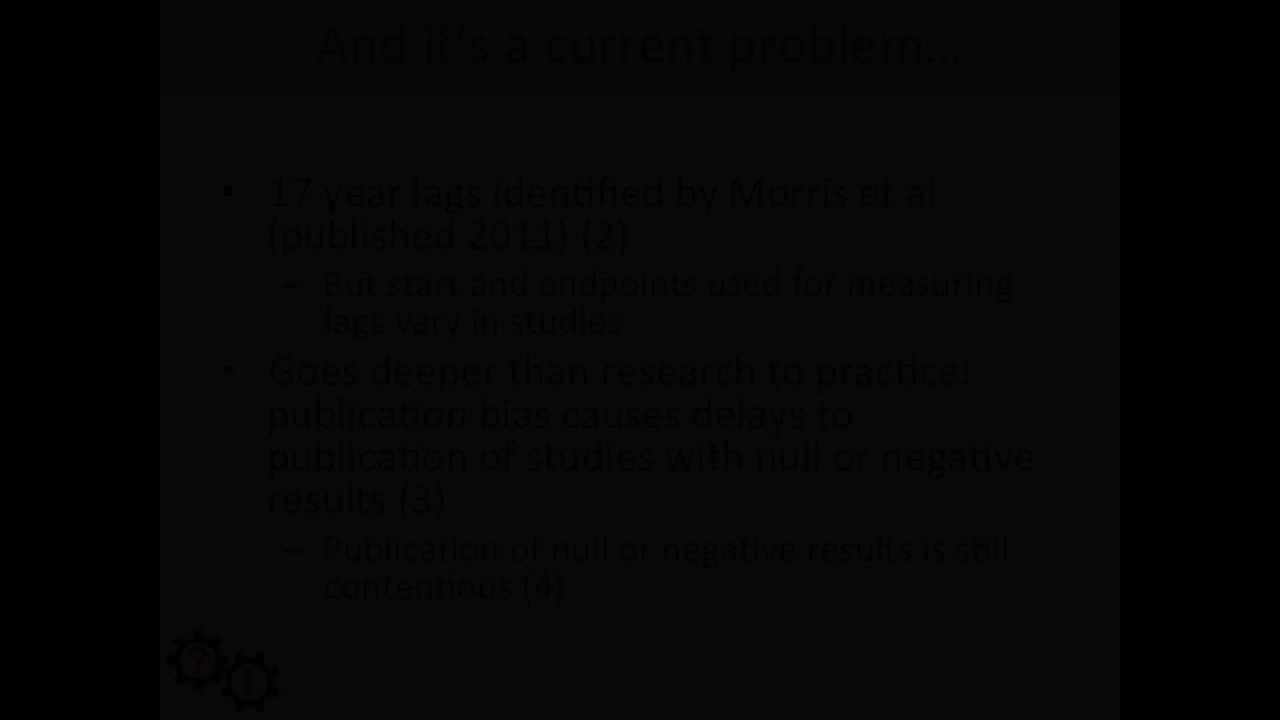 And it's a current problem...
▪ 17 year lags identified by Morris et al
(published 2011) (2)
– But start and endpoints used for measuring
lags vary in studies
▪ Goes deeper than research to practice:
publication bias causes delays to
publication of studies with null or negative
results (3)
– Publication of null or negative results is still
contentious (4)
? i